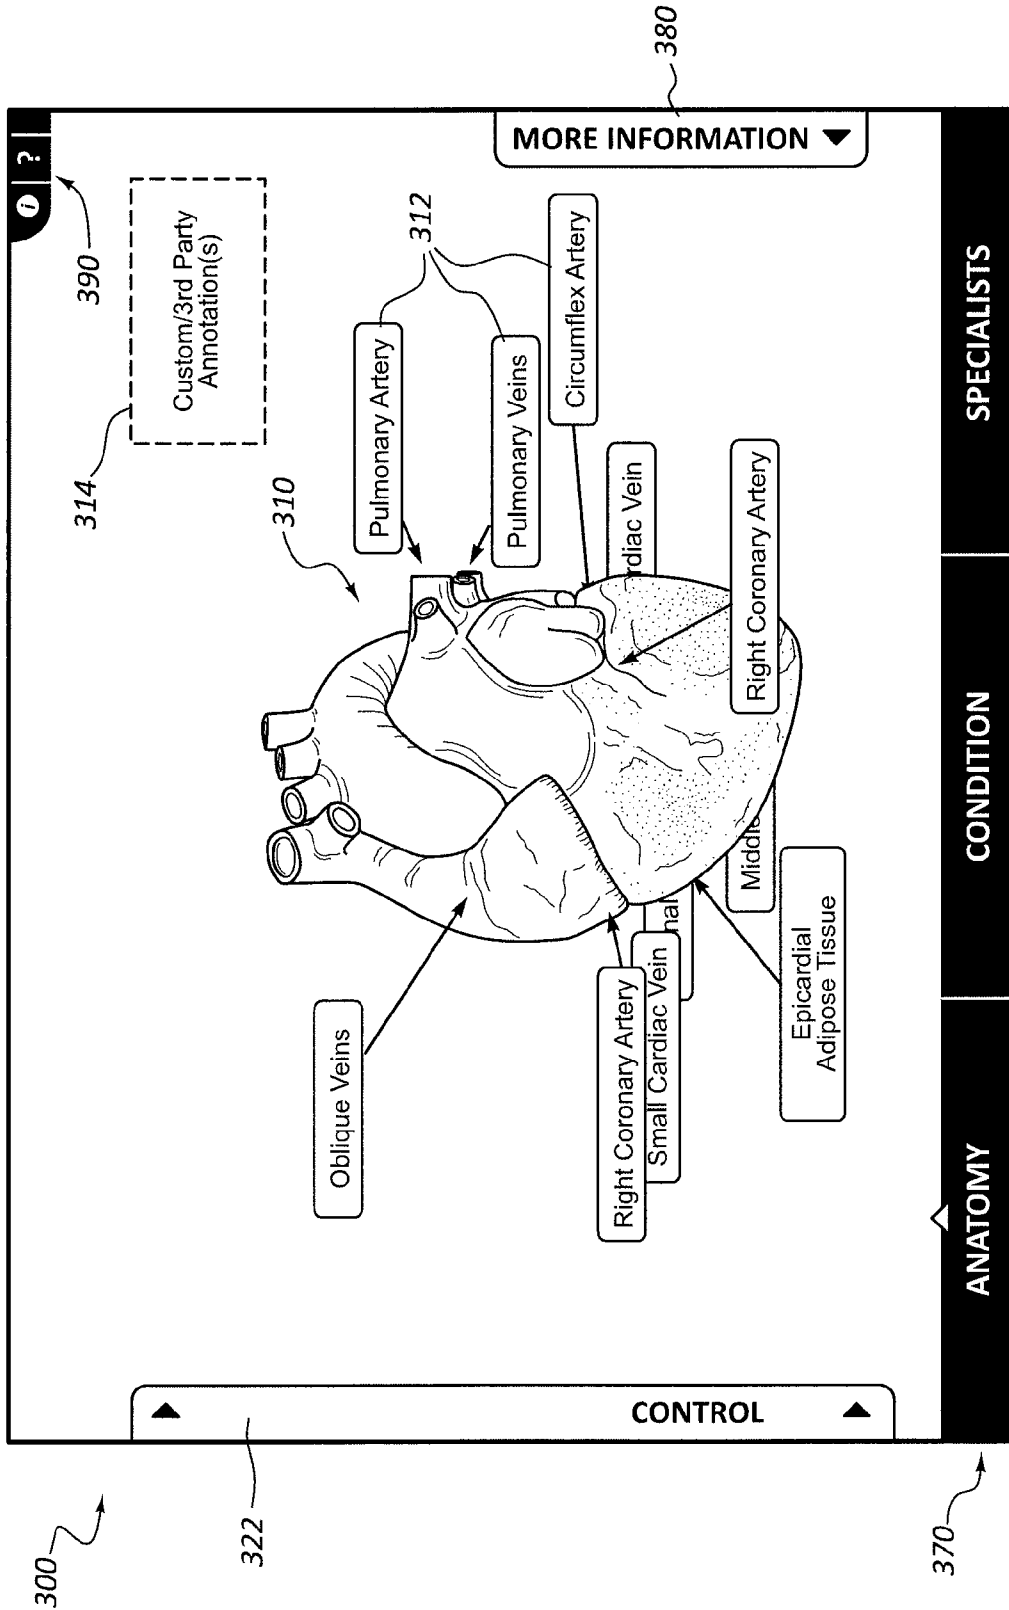 300
322
CONTROL
i ?
390
314
Custom/3rd Party
Annotation(s)
310
312
Pulmonary Artery
Pulmonary Veins
Circumflex Artery
rdiac Vein
Right Coronary Artery
Oblique Veins
Right Coronary Artery
Small Cardiac Vein
Epicardial
Adipose Tissue
MORE INFORMATION
380
ANATOMY
CONDITION
SPECIALISTS
370